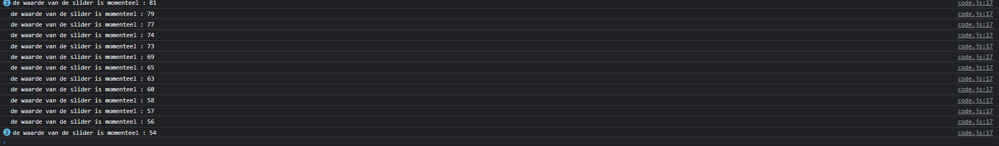 2 de waarde van de slider is momenteel : 81 code.js:17
de waarde van de slider is momenteel : 79 code.js:17
de waarde van de slider is momenteel : 77 code.js:17
de waarde van de slider is momenteel : 74 code.js:17
de waarde van de slider is momenteel : 73 code.js:17
de waarde van de slider is momenteel : 69 code.js:17
de waarde van de slider is momenteel : 65 code.js:17
de waarde van de slider is momenteel : 63 code.js:17
de waarde van de slider is momenteel : 60 code.js:17
de waarde van de slider is momenteel : 58 code.js:17
de waarde van de slider is momenteel : 57 code.js:17
de waarde van de slider is momenteel : 56 code.js:17
2 de waarde van de slider is momenteel : 54 code.js:17